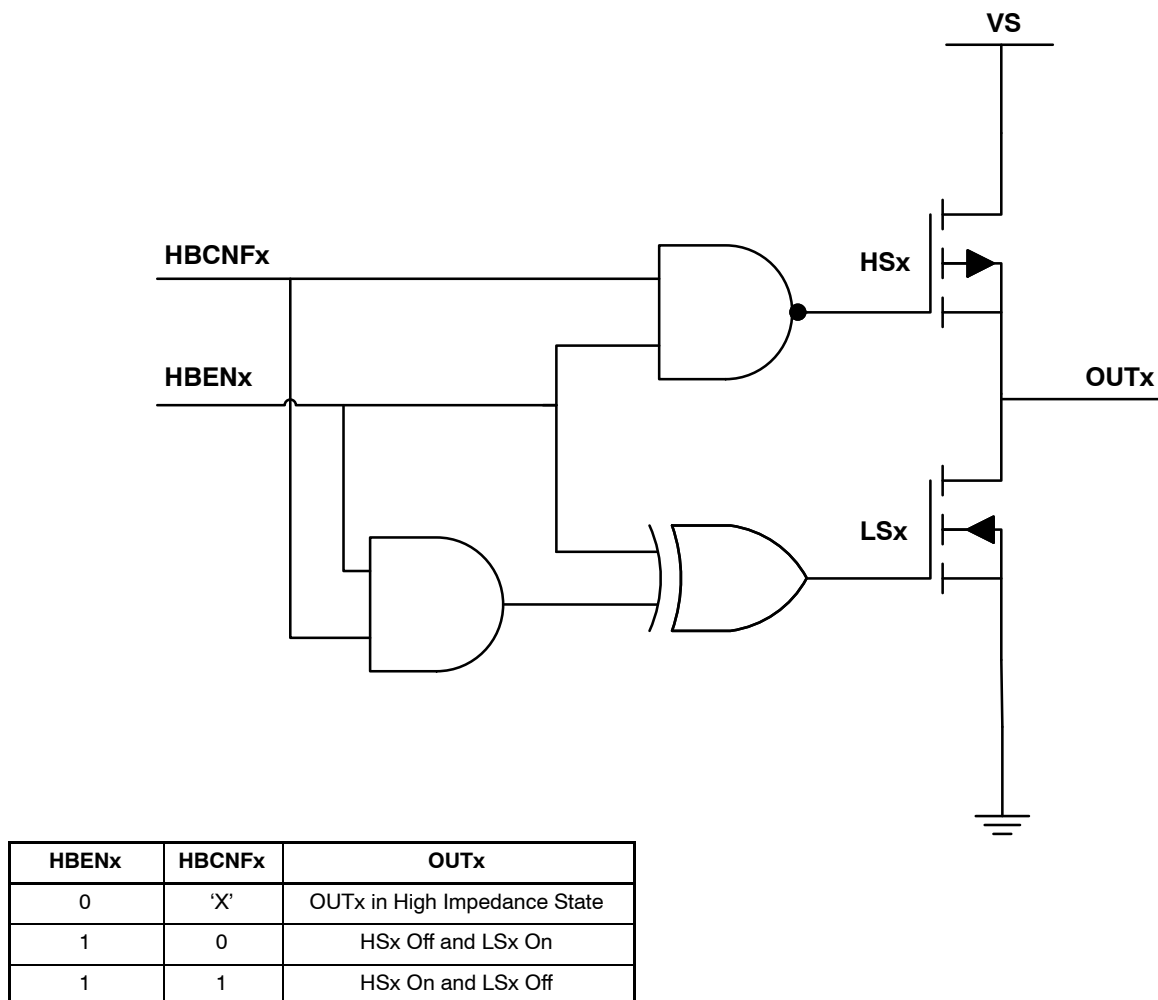 VS
HBCNFx
HSx
HBENx
OUTx
LSx
HBENx HBCNFx OUTx
0 ‘X’ OUTx in High Impedance State
1 0 HSx Off and LSx On
1 1 HSx On and LSx Off